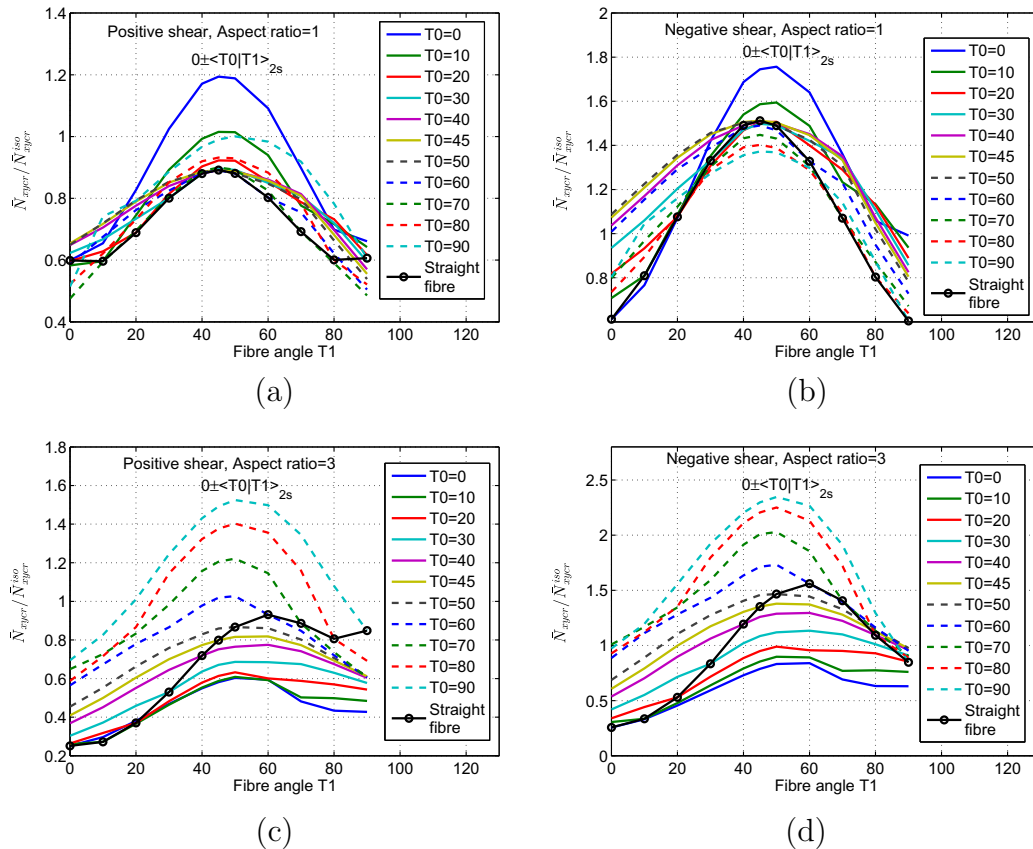 Positive shear, Aspect ratio=1
0±<T0|T1>2s
N̄xycr/N̄isoxycr
1.4
1.2
1
0.8
0.6
0.4
0 20 40 60 80 100 120
Fibre angle T1
T0=0
T0=10
T0=20
T0=30
T0=40
T0=45
T0=50
T0=60
T0=70
T0=80
T0=90
Straight
fibre
(a)
Negative shear, Aspect ratio=1
0±<T0|T1>2s
N̄xycr/N̄isoxycr
2
1.8
1.6
1.4
1.2
1
0.8
0 20 40 60 80 100 120
Fibre angle T1
T0=0
T0=10
T0=20
T0=30
T0=40
T0=45
T0=50
T0=60
T0=70
T0=80
T0=90
Straight
fibre
(b)
Positive shear, Aspect ratio=3
0±<T0|T1>2s
N̄xycr/N̄isoxycr
1.8
1.6
1.4
1.2
1
0.8
0.6
0.4
0.2
0 20 40 60 80 100 120
Fibre angle T1
T0=0
T0=10
T0=20
T0=30
T0=40
T0=45
T0=50
T0=60
T0=70
T0=80
T0=90
Straight
fibre
(c)
Negative shear, Aspect ratio=3
0±<T0|T1>2s
N̄xycr/N̄isoxycr
2.5
2
1.5
1
0.5
0
0 20 40 60 80 100 120
Fibre angle T1
T0=0
T0=10
T0=20
T0=30
T0=40
T0=45
T0=50
T0=60
T0=70
T0=80
T0=90
Straight
fibre
(d)